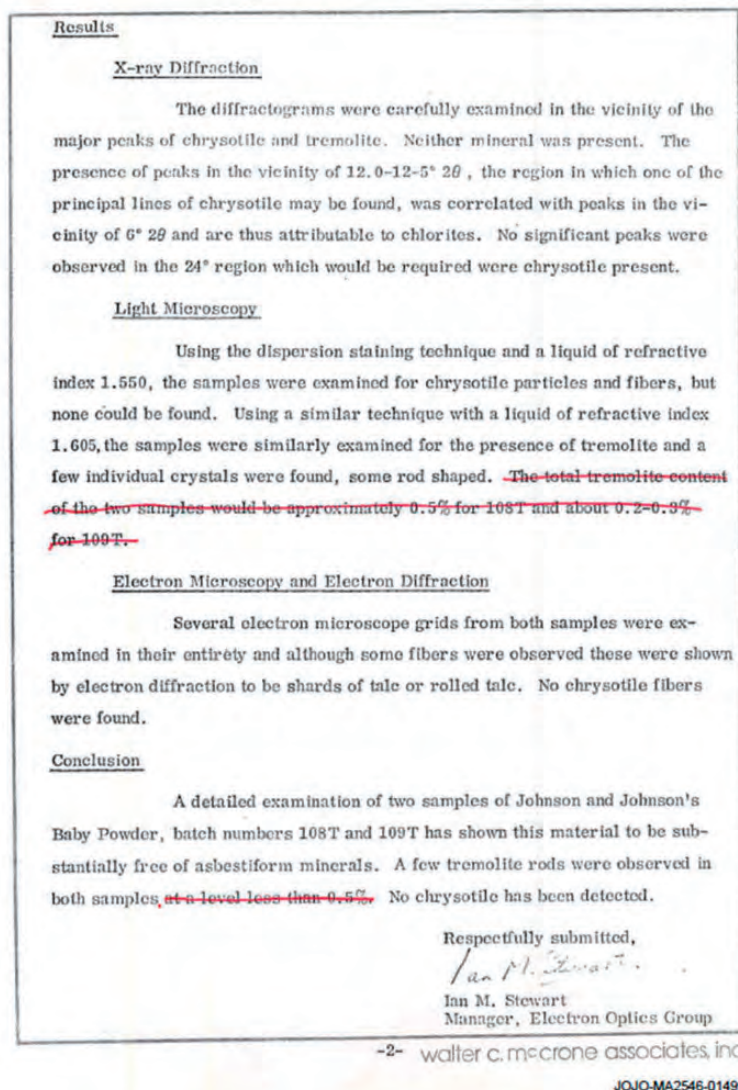 Results
X-ray Diffraction
The diffractograms were carefully examined in the vicinity of the
major peaks of chrysotile and tremolite. Neither mineral was present. The
presence of peaks in the vicinity of 12.0-12-5° 2θ , the region in which one of the
principal lines of chrysotile may be found, was correlated with peaks in the vi-
cinity of 6° 2θ and are thus attributable to chlorites. No significant peaks were
observed in the 24° region which would be required were chrysotile present.
Light Microscopy
Using the dispersion staining technique and a liquid of refractive
index 1.550, the samples were examined for chrysotile particles and fibers, but
none could be found. Using a similar technique with a liquid of refractive index
1.605, the samples were similarly examined for the presence of tremolite and a
few individual crystals were found, some rod shaped. The total tremolite content
of the two samples would be approximately 0.5% for 108T and about 0.2-0.3%
for 109T.
Electron Microscopy and Electron Diffraction
Several electron microscope grids from both samples were ex-
amined in their entirety and although some fibers were observed these were shown
by electron diffraction to be shards of talc or rolled talc. No chrysotile fibers
were found.
Conclusion
A detailed examination of two samples of Johnson and Johnson's
Baby Powder, batch numbers 108T and 109T has shown this material to be sub-
stantially free of asbestiform minerals. A few tremolite rods were observed in
both samples, at a level less than 0.5%. No chrysotile has been detected.
Respectfully submitted,
Ian M. Stewart.
Ian M. Stewart
Manager, Electron Optics Group
-2- walter c. mccrone associates, inc
JOJO-MA2546-0149